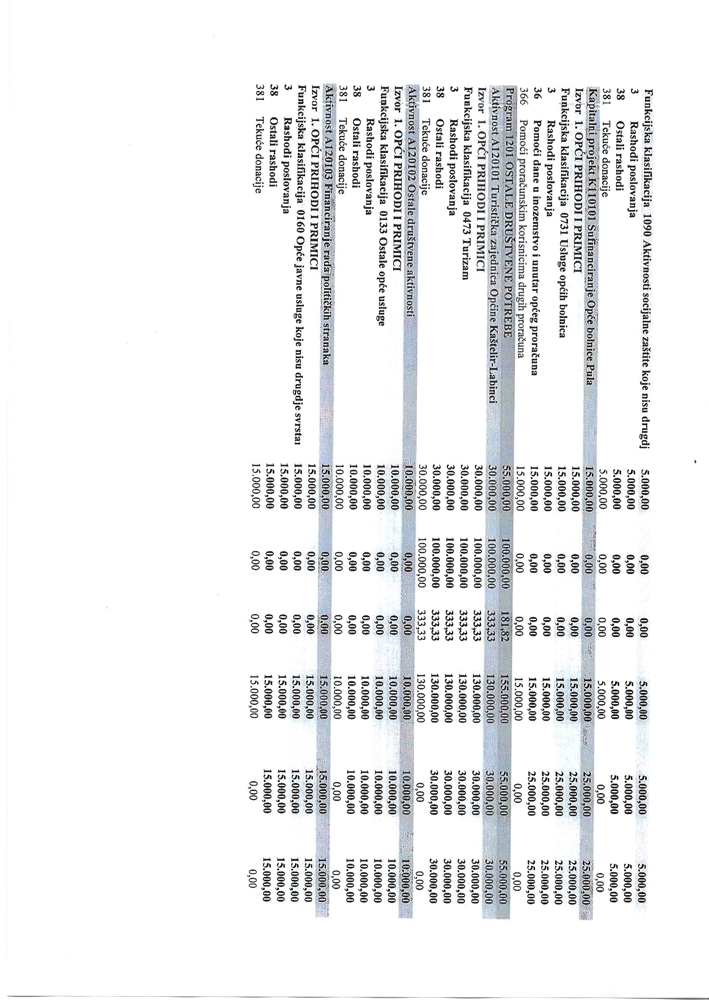 Funkcijska klasifikacija 1090 Aktivnosti socijalne zaštite koje nisu drugdj 5.000,00 0,00 0,00 5.000,00 5.000,00 5.000,00
3 Rashodi poslovanja 5.000,00 0,00 0,00 5.000,00 5.000,00 5.000,00
38 Ostali rashodi 5.000,00 0,00 0,00 5.000,00 5.000,00 5.000,00
381 Tekuće donacije 5.000,00 0,00 0,00 5.000,00 0,00 0,00
Kapitalni projekt K110101 Sufinanciranje Opće bolnice Pula 15.000,00 0,00 0,00 15.000,00 25.000,00 25.000,00
Izvor 1. OPĆI PRIHODI I PRIMICI 15.000,00 0,00 0,00 15.000,00 25.000,00 25.000,00
Funkcijska klasifikacija 0731 Usluge općih bolnica 15.000,00 0,00 0,00 15.000,00 25.000,00 25.000,00
3 Rashodi poslovanja 15.000,00 0,00 0,00 15.000,00 25.000,00 25.000,00
36 Pomoći dane u inozemstvo i unutar općeg proračuna 15.000,00 0,00 0,00 15.000,00 25.000,00 25.000,00
366 Pomoći proračunskim korisnicima drugih proračuna 15.000,00 0,00 0,00 15.000,00 0,00 0,00
Program 1201 OSTALE DRUŠTVENE POTREBE 55.000,00 100.000,00 181,82 155.000,00 55.000,00 55.000,00
Aktivnost A120101 Turistička zajednica Općine Kaštelir-Labinci 30.000,00 100.000,00 333,33 130.000,00 30.000,00 30.000,00
Izvor 1. OPĆI PRIHODI I PRIMICI 30.000,00 100.000,00 333,33 130.000,00 30.000,00 30.000,00
Funkcijska klasifikacija 0473 Turizam 30.000,00 100.000,00 333,33 130.000,00 30.000,00 30.000,00
3 Rashodi poslovanja 30.000,00 100.000,00 333,33 130.000,00 30.000,00 30.000,00
38 Ostali rashodi 30.000,00 100.000,00 333,33 130.000,00 30.000,00 30.000,00
381 Tekuće donacije 30.000,00 100.000,00 333,33 130.000,00 0,00 0,00
Aktivnost A120102 Ostale društvene aktivnosti 10.000,00 0,00 0,00 10.000,00 10.000,00 10.000,00
Izvor 1. OPĆI PRIHODI I PRIMICI 10.000,00 0,00 0,00 10.000,00 10.000,00 10.000,00
Funkcijska klasifikacija 0133 Ostale opće usluge 10.000,00 0,00 0,00 10.000,00 10.000,00 10.000,00
3 Rashodi poslovanja 10.000,00 0,00 0,00 10.000,00 10.000,00 10.000,00
38 Ostali rashodi 10.000,00 0,00 0,00 10.000,00 10.000,00 10.000,00
381 Tekuće donacije 10.000,00 0,00 0,00 10.000,00 0,00 0,00
Aktivnost A120103 Financiranje rada političkih stranaka 15.000,00 0,00 0,00 15.000,00 15.000,00 15.000,00
Izvor 1. OPĆI PRIHODI I PRIMICI 15.000,00 0,00 0,00 15.000,00 15.000,00 15.000,00
Funkcijska klasifikacija 0160 Opće javne usluge koje nisu drugdje svrstan 15.000,00 0,00 0,00 15.000,00 15.000,00 15.000,00
3 Rashodi poslovanja 15.000,00 0,00 0,00 15.000,00 15.000,00 15.000,00
38 Ostali rashodi 15.000,00 0,00 0,00 15.000,00 15.000,00 15.000,00
381 Tekuće donacije 15.000,00 0,00 0,00 15.000,00 0,00 0,00